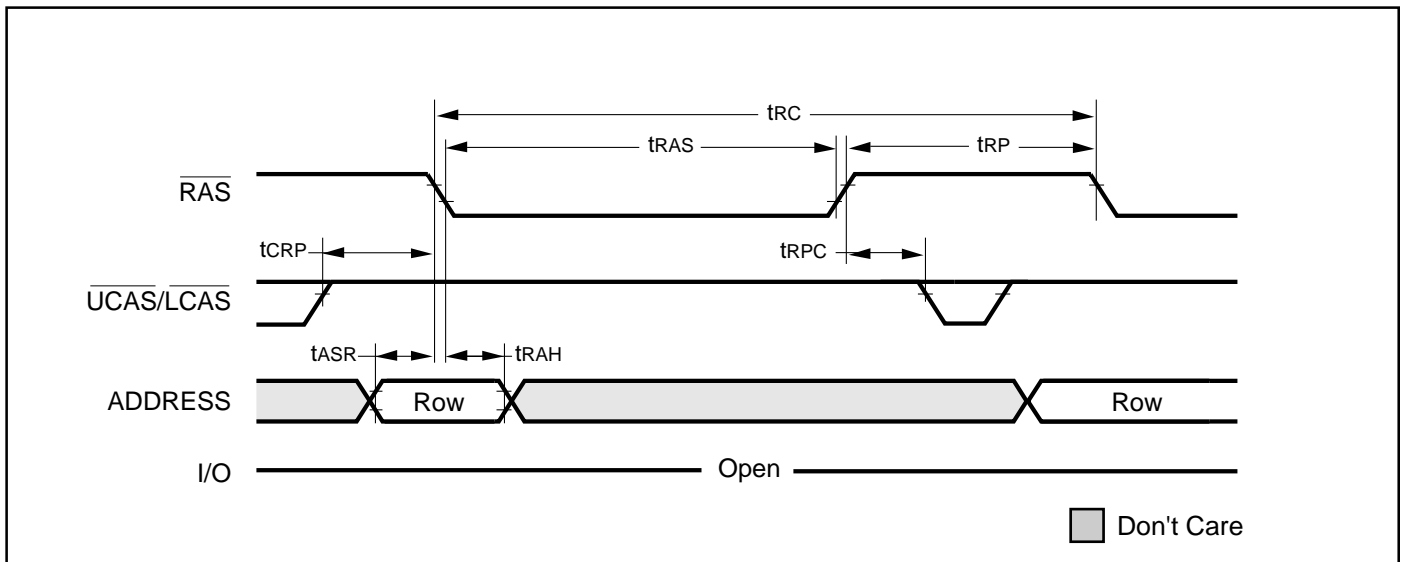 tRC
tRAS
tRP
RAS
tCRP
tRPC
UCAS/LCAS
tASR
tRAH
ADDRESS
Row
Row
I/O
Open
Don't Care